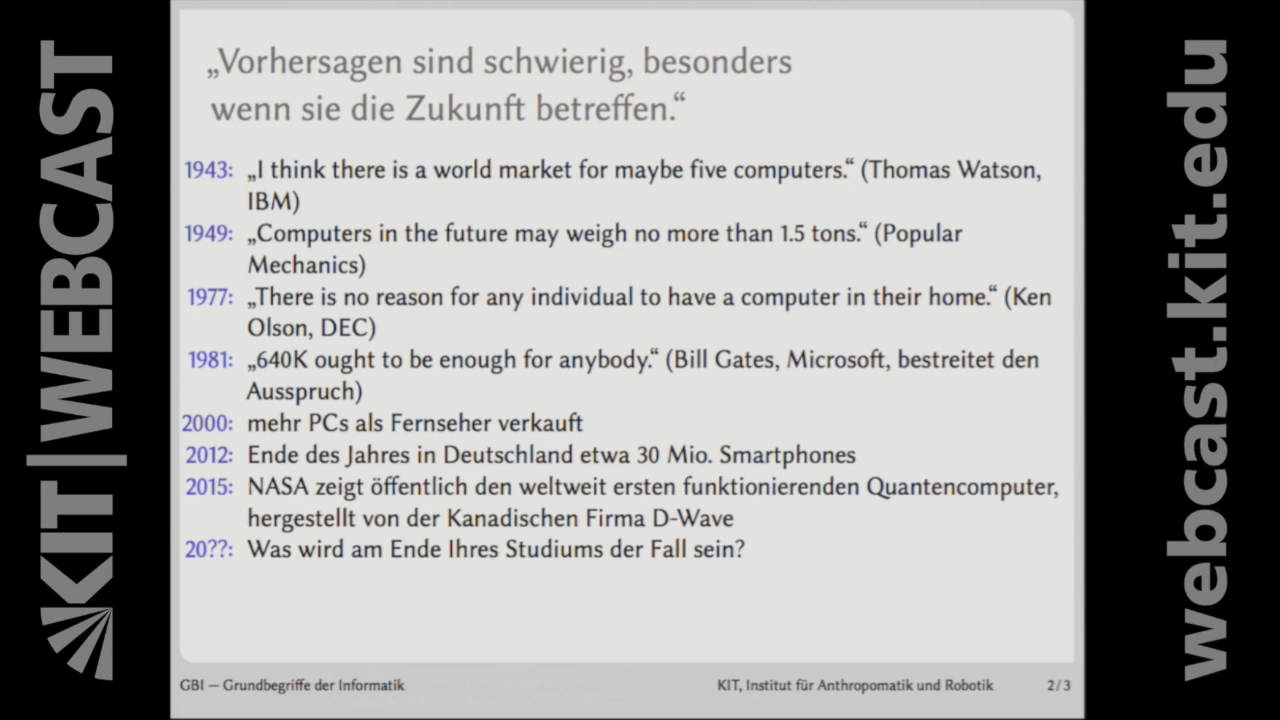 KIT | WEBCAST
„Vorhersagen sind schwierig, besonders
wenn sie die Zukunft betreffen.“
1943: „I think there is a world market for maybe five computers.“ (Thomas Watson,
IBM)
1949: „Computers in the future may weigh no more than 1.5 tons.“ (Popular
Mechanics)
1977: „There is no reason for any individual to have a computer in their home.“ (Ken
Olson, DEC)
1981: „640K ought to be enough for anybody.“ (Bill Gates, Microsoft, bestreitet den
Ausspruch)
2000: mehr PCs als Fernseher verkauft
2012: Ende des Jahres in Deutschland etwa 30 Mio. Smartphones
2015: NASA zeigt öffentlich den weltweit ersten funktionierenden Quantencomputer,
hergestellt von der Kanadischen Firma D-Wave
20??: Was wird am Ende Ihres Studiums der Fall sein?
GBI — Grundbegriffe der Informatik
KIT, Institut für Anthropomatik und Robotik
2/3
webcast.kit.edu